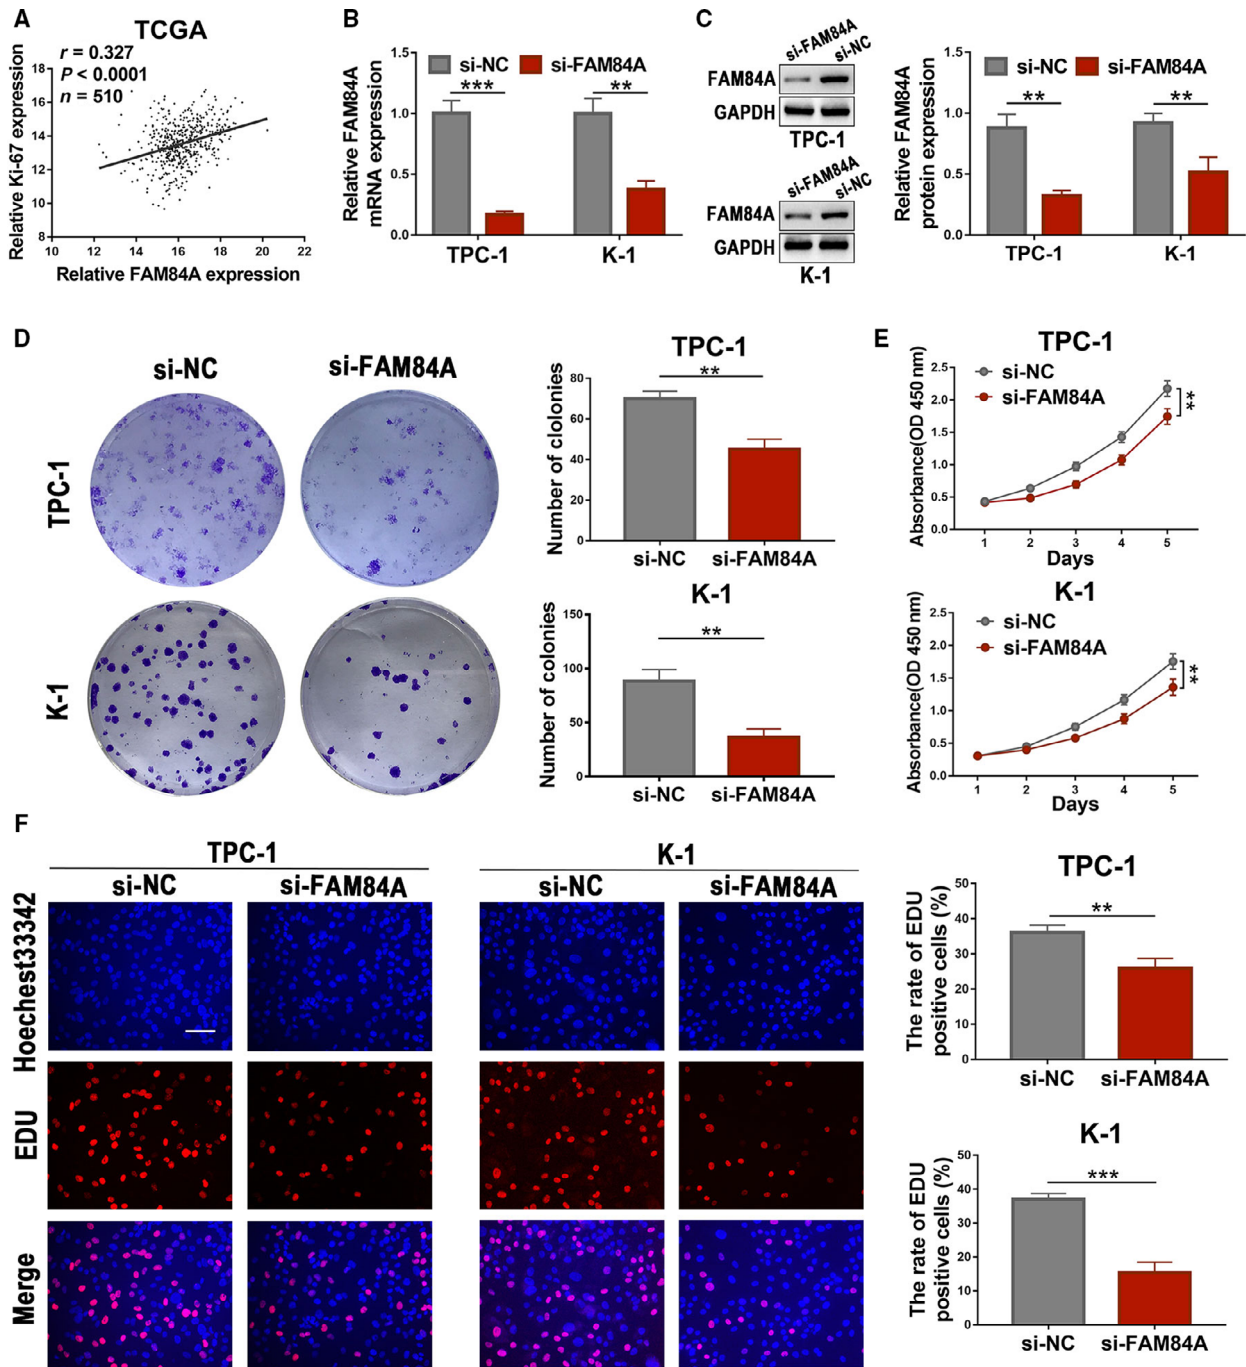 A
TCGA
r = 0.327
P < 0.0001
n = 510
Relative Ki-67 expression
18
16
14
12
10
8
10 12 14 16 18 20 22
Relative FAM84A expression
B
si-NC si-FAM84A
Relative FAM84A
mRNA expression
1.5
1.0
0.5
0.0
*** **
TPC-1 K-1
C
si-FAM84A si-NC
FAM84A
GAPDH
TPC-1
si-FAM84A si-NC
FAM84A
GAPDH
K-1
si-NC si-FAM84A
Relative FAM84A
protein expression
1.5
1.0
0.5
0.0
** **
TPC-1 K-1
D
si-NC si-FAM84A
TPC-1
K-1
TPC-1
Number of clolonies
80
60
40
20
0
**
si-NC si-FAM84A
K-1
Number of colonies
150
100
50
0
**
si-NC si-FAM84A
E
TPC-1
si-NC
si-FAM84A
Absorbance(OD 450 nm)
2.5
2.0
1.5
1.0
0.5
0.0
**
1 2 3 4 5
Days
K-1
si-NC
si-FAM84A
Absorbance(OD 450 nm)
2.5
2.0
1.5
1.0
0.5
0.0
**
1 2 3 4 5
Days
F
TPC-1 K-1
si-NC si-FAM84A si-NC si-FAM84A
Hoechest33342
EDU
Merge
TPC-1
The rate of EDU
positive cells (%)
50
40
30
20
10
0
**
si-NC si-FAM84A
K-1
The rate of EDU
positive cells (%)
50
40
30
20
10
0
***
si-NC si-FAM84A